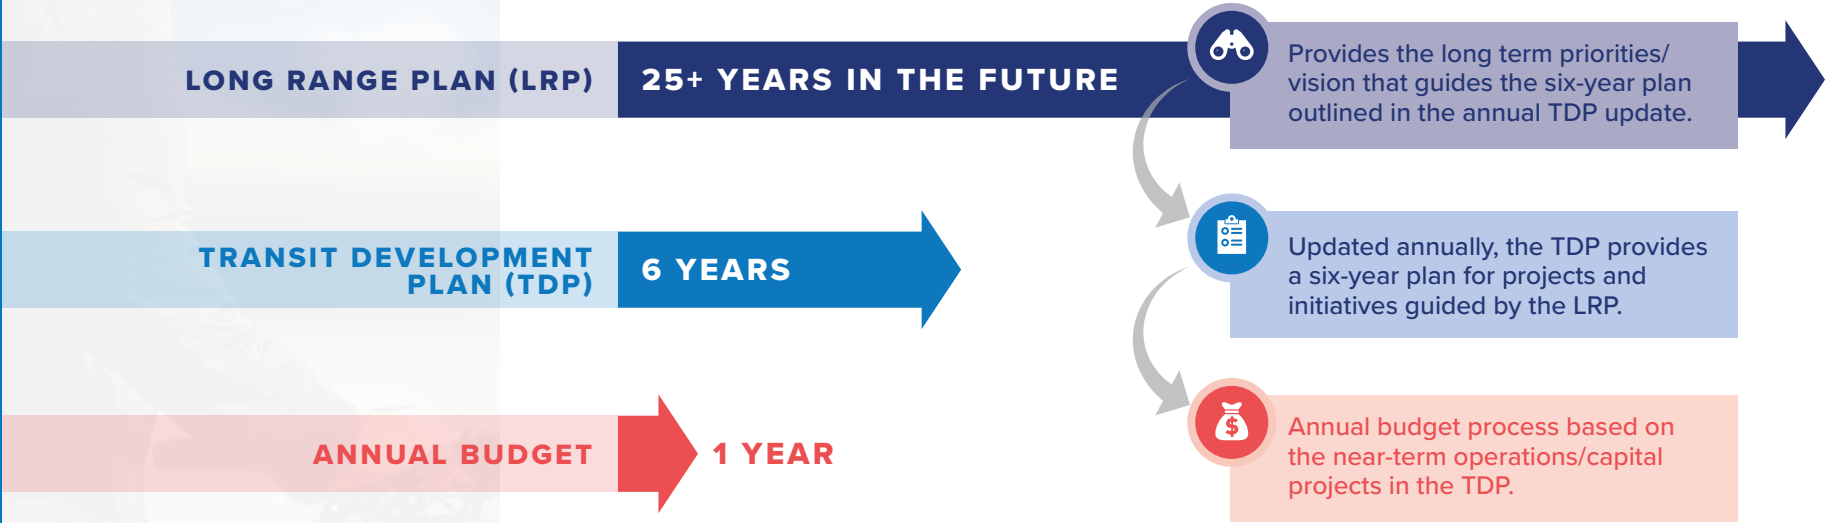 LONG RANGE PLAN (LRP)
25+ YEARS IN THE FUTURE
Provides the long term priorities/
vision that guides the six-year plan
outlined in the annual TDP update.
TRANSIT DEVELOPMENT
PLAN (TDP)
6 YEARS
Updated annually, the TDP provides
a six-year plan for projects and
initiatives guided by the LRP.
ANNUAL BUDGET
1 YEAR
$
Annual budget process based on
the near-term operations/capital
projects in the TDP.